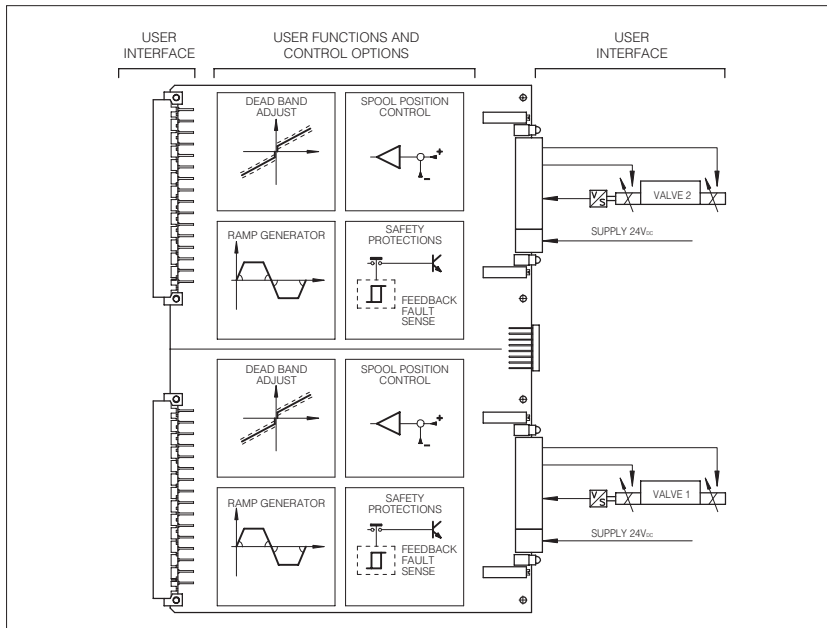 USER
INTERFACE
USER FUNCTIONS AND
CONTROL OPTIONS
USER
INTERFACE
DEAD BAND
ADJUST
SPOOL POSITION
CONTROL
+
-
V/S
VALVE 2
SUPPLY 24VDC
RAMP GENERATOR
SAFETY
PROTECTIONS
FEEDBACK
FAULT
SENSE
DEAD BAND
ADJUST
SPOOL POSITION
CONTROL
+
-
V/S
VALVE 1
SUPPLY 24VDC
RAMP GENERATOR
SAFETY
PROTECTIONS
FEEDBACK
FAULT
SENSE